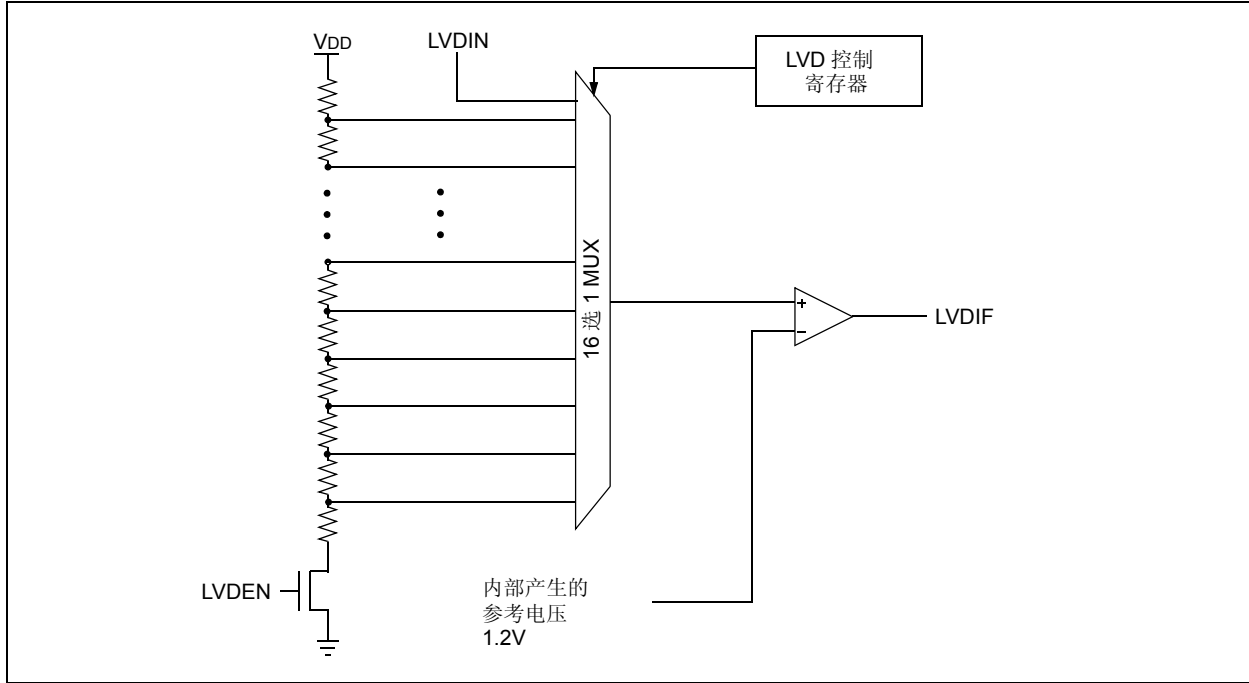 VDD
LVDIN
LVD 控制
寄存器
16 选 1 MUX
+
−
LVDIF
LVDEN
内部产生的
参考电压
1.2V